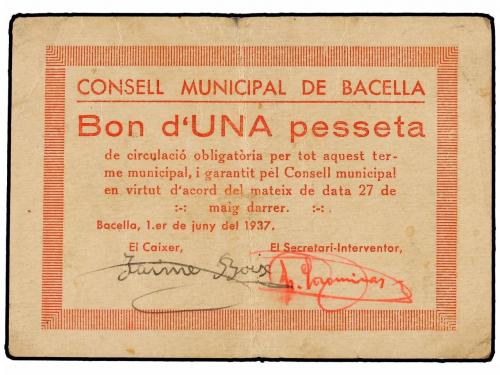 CONSELL MUNICIPAL DE BACELLA
Bon d'UNA pesseta
de circulació obligatòria per tot aquest ter-
me municipal, i garantit pèl Consell municipal
en virtut d'acord del mateix de data 27 de
:-: maig darrer. :-:
Bacella, 1.er de juny del 1937.
El Caixer, El Secretari-Interventor,
Jaime